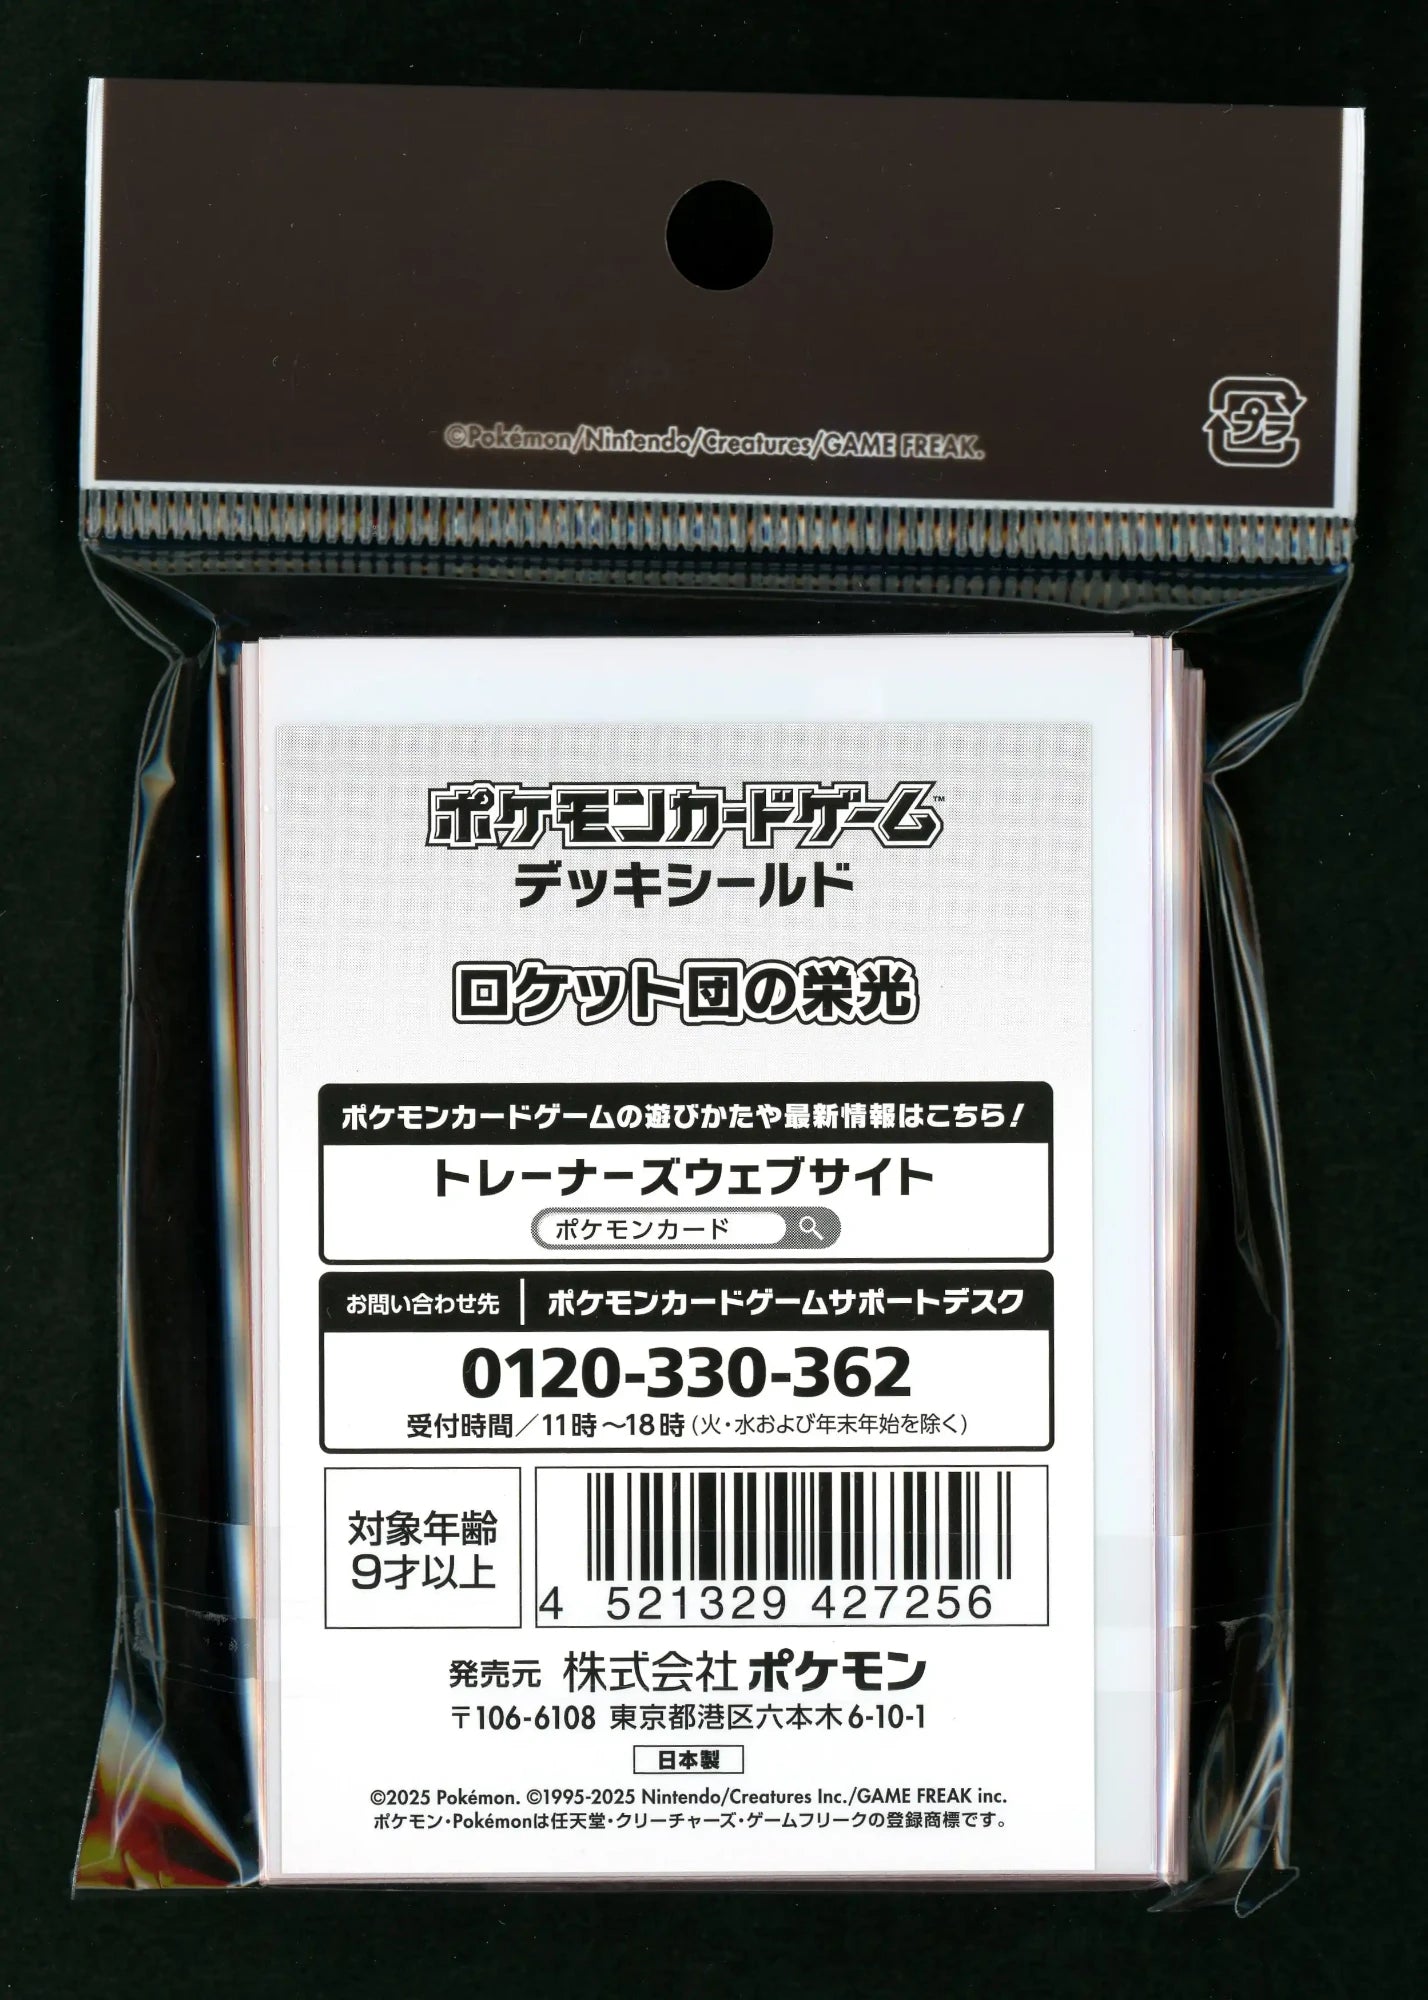 ©Pokémon/Nintendo/Creatures/GAME FREAK.
プラ
ポケモンカードゲーム™
デッキシールド
ロケット団の栄光
ポケモンカードゲームの遊びかたや最新情報はこちら!
トレーナーズウェブサイト
ポケモンカード
お問い合わせ先 ポケモンカードゲームサポートデスク
0120-330-362
受付時間/11時~18時(火・水および年末年始を除く)
対象年齢
9才以上
4 521329 427256
発売元 株式会社ポケモン
〒106-6108 東京都港区六本木6-10-1
日本製
©2025 Pokémon. ©1995-2025 Nintendo/Creatures Inc./GAME FREAK inc.
ポケモン・Pokémonは任天堂・クリーチャーズ・ゲームフリークの登録商標です。